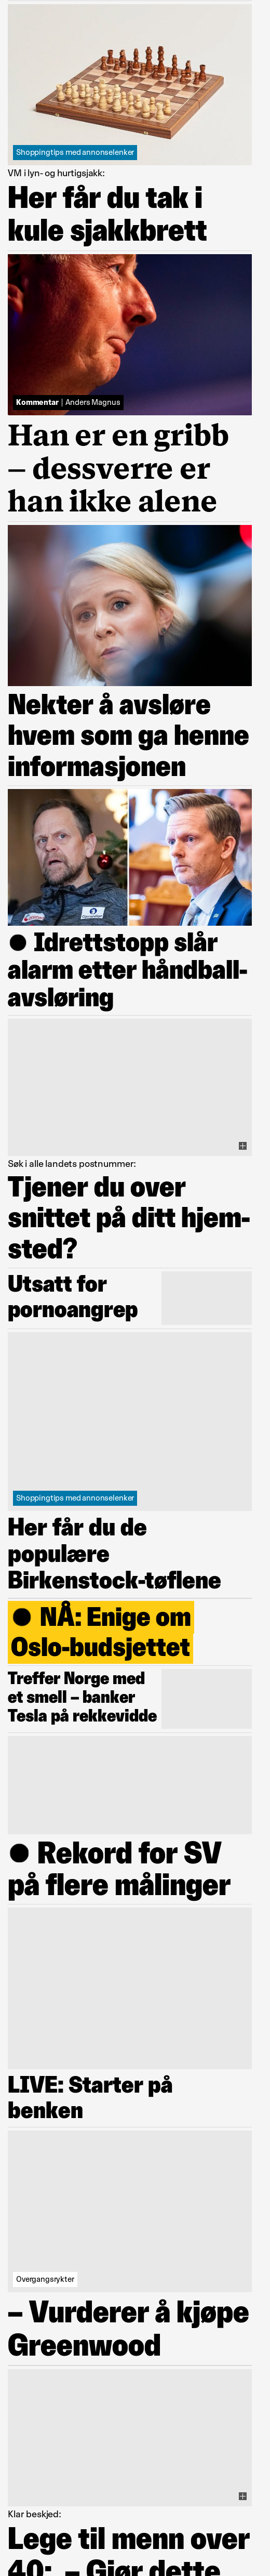 Shoppingtips med annonselenker
VM i lyn- og hurtigsjakk:
Her får du tak i
kule sjakkbrett
Kommentar | Anders Magnus
Han er en gribb
– dessverre er
han ikke alene
Nekter å avsløre
hvem som ga henne
informasjonen
● Idrettstopp slår
alarm etter håndball-
avsløring
Søk i alle landets postnummer:
Tjener du over
snittet på ditt hjem-
sted?
Utsatt for
pornoangrep
Shoppingtips med annonselenker
Her får du de
populære
Birkenstock-tøflene
● NÅ: Enige om
Oslo-budsjettet
Treffer Norge med
et smell – banker
Tesla på rekkevidde
● Rekord for SV
på flere målinger
LIVE: Starter på
benken
Overgangsrykter
– Vurderer å kjøpe
Greenwood
Klar beskjed:
Lege til menn over
40: – Gjør dette